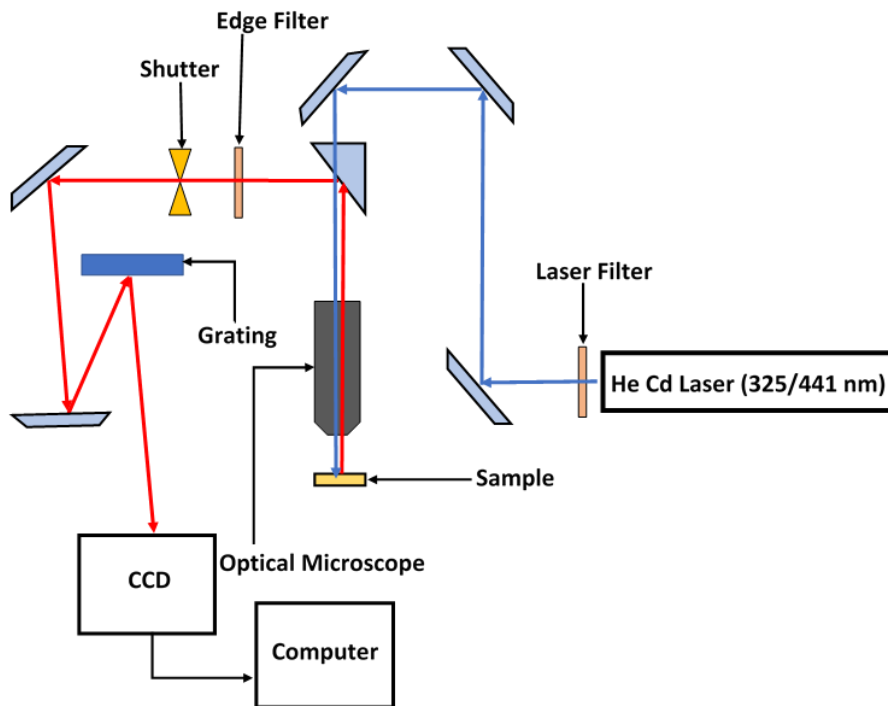 Edge Filter
Shutter
Laser Filter
Grating
He Cd Laser (325/441 nm)
Sample
Optical Microscope
CCD
Computer